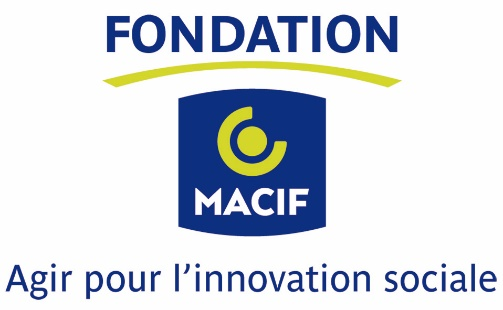 FONDATION
MACIF
Agir pour l'innovation sociale